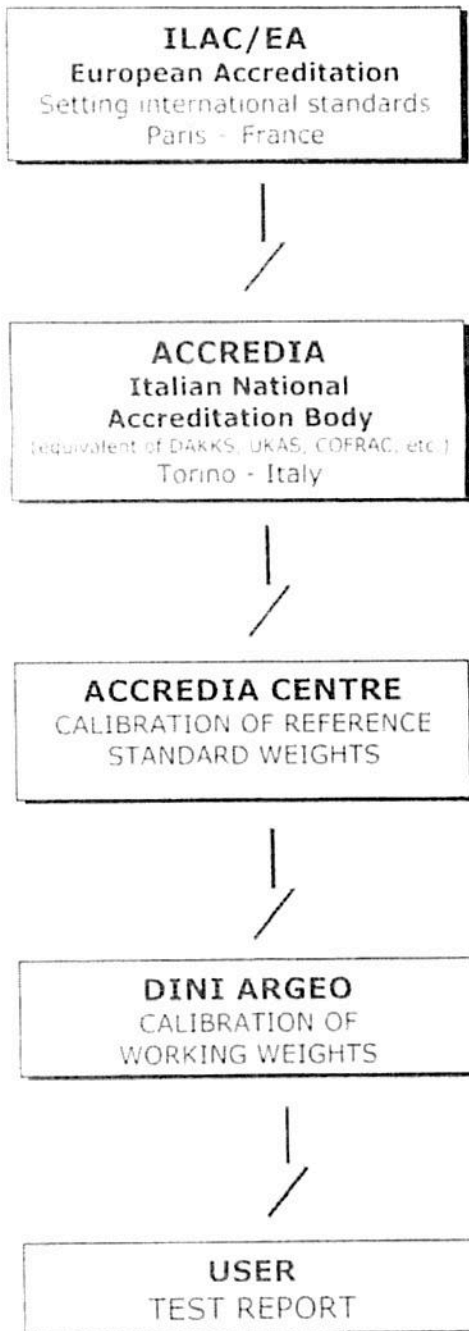 ILAC/EA
European Accreditation
Setting international standards
Paris - France
ACCREDIA
Italian National
Accreditation Body
(equivalent of DAKKS, UKAS, COFRAC, etc.)
Torino - Italy
ACCREDIA CENTRE
CALIBRATION OF REFERENCE
STANDARD WEIGHTS
DINI ARGEO
CALIBRATION OF
WORKING WEIGHTS
USER
TEST REPORT